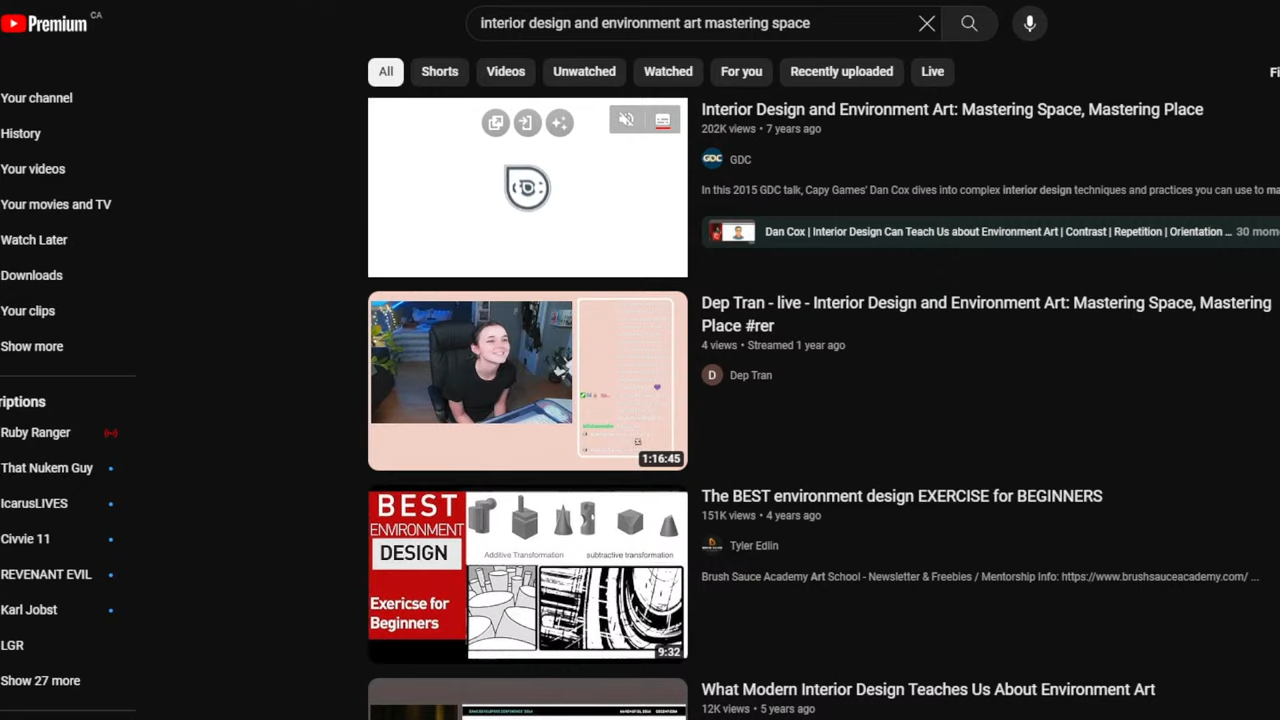 Premium CA
interior design and environment art mastering space
All Shorts Videos Unwatched Watched For you Recently uploaded Live Fi
Your channel
History
Your videos
Your movies and TV
Watch Later
Downloads
Your clips
Show more
riptions
Ruby Ranger
That Nukem Guy
IcarusLIVES
Civvie 11
REVENANT EVIL
Karl Jobst
LGR
Show 27 more
GDC
Interior Design and Environment Art: Mastering Space, Mastering Place
202K views • 7 years ago
GDC GDC
In this 2015 GDC talk, Capy Games' Dan Cox dives into complex interior design techniques and practices you can use to ma
Dan Cox | Interior Design Can Teach Us about Environment Art | Contrast | Repetition | Orientation ... 30 mom
1:16:45
Dep Tran - live - Interior Design and Environment Art: Mastering Space, Mastering
Place #rer
4 views • Streamed 1 year ago
D Dep Tran
BEST
ENVIRONMENT
DESIGN
Exericse for
Beginners
Additive Transformation subtractive transformation
9:32
The BEST environment design EXERCISE for BEGINNERS
151K views • 4 years ago
Tyler Edlin
Brush Sauce Academy Art School - Newsletter & Freebies / Mentorship Info: https://www.brushsauceacademy.com/ ...
What Modern Interior Design Teaches Us About Environment Art
12K views • 5 years ago